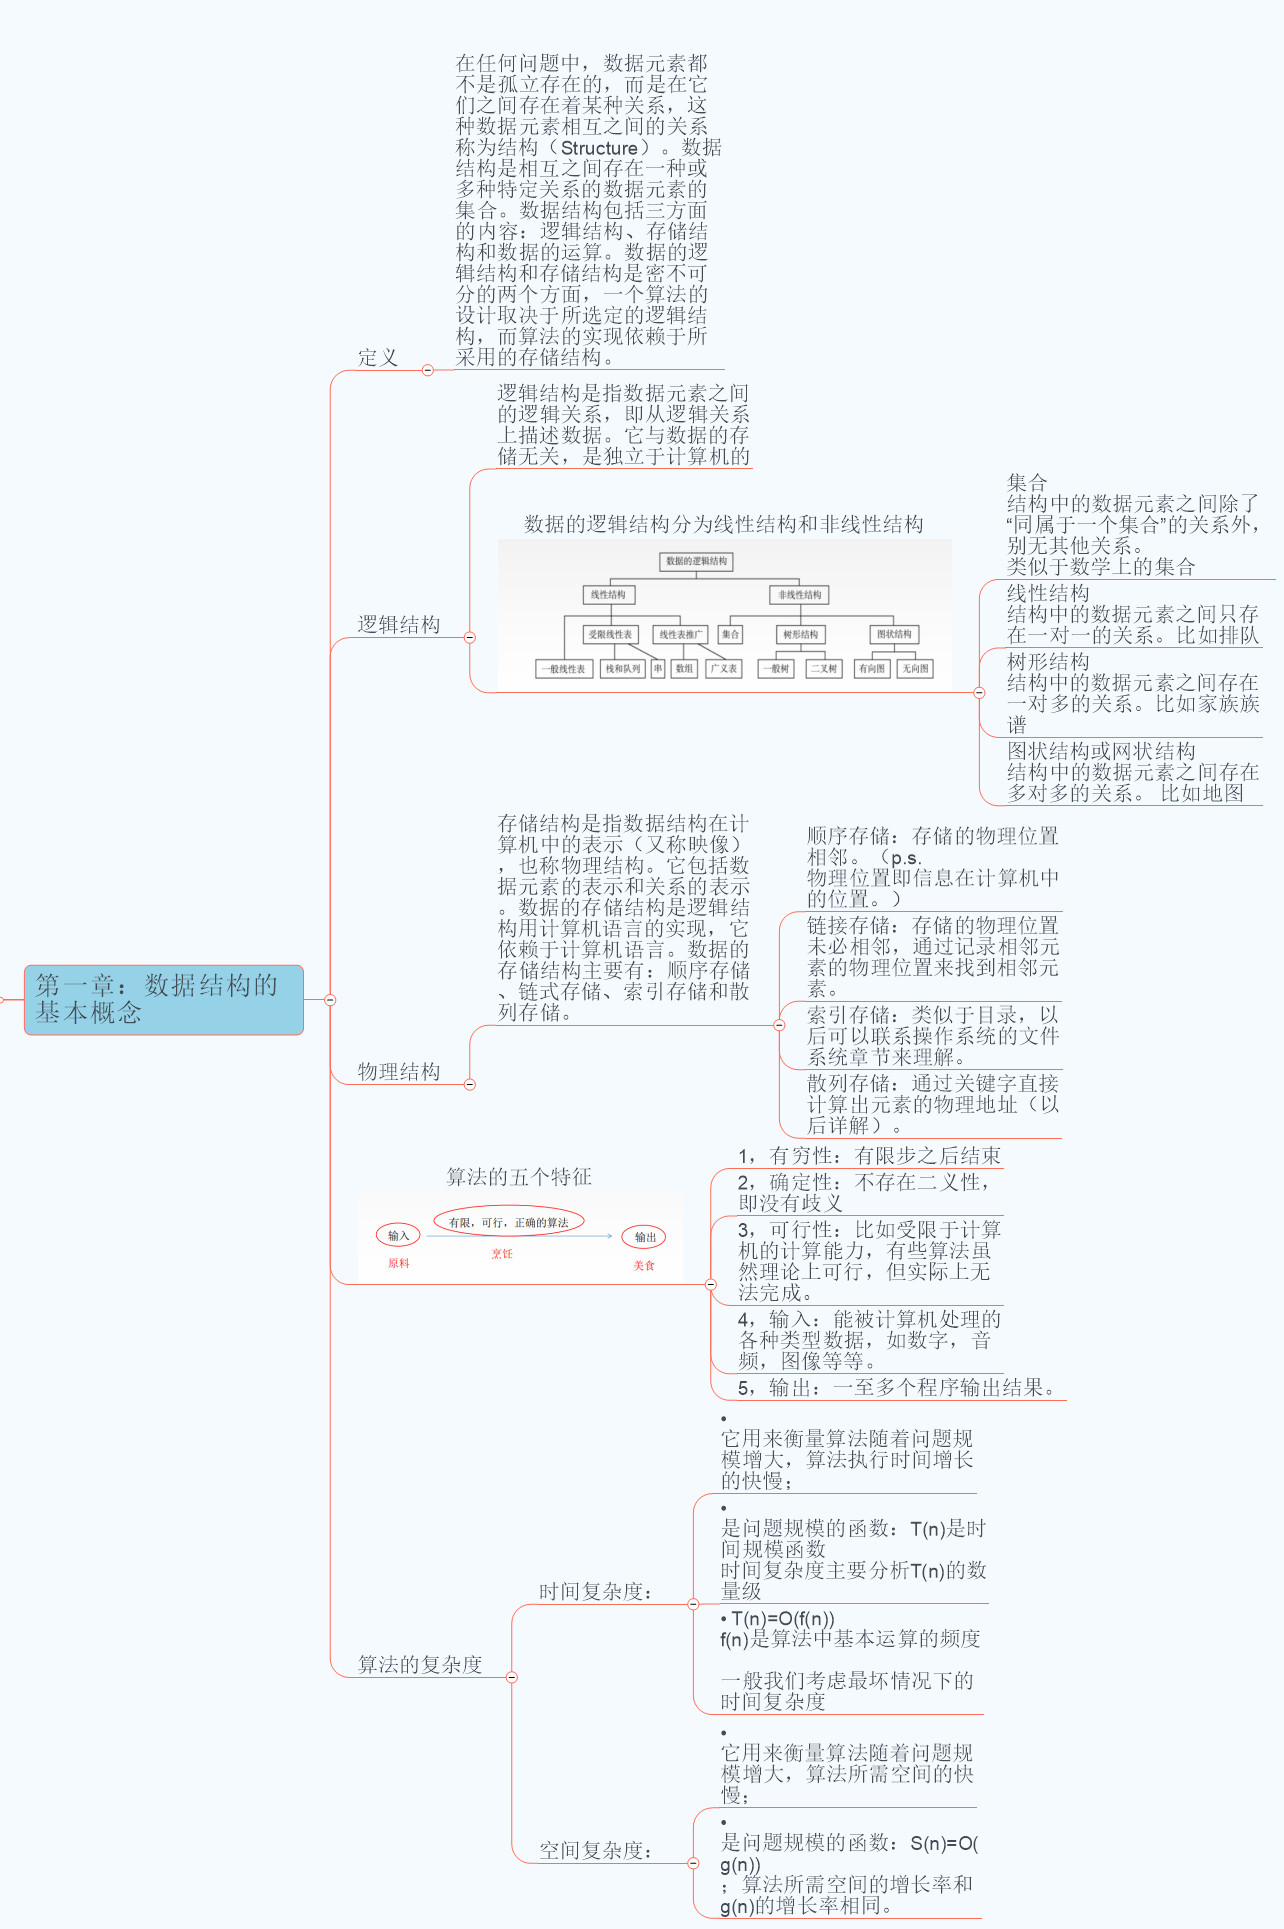 在任何问题中，数据元素都
不是孤立存在的，而是在它
们之间存在着某种关系，这
种数据元素相互之间的关系
称为结构（Structure）。数据
结构是相互之间存在一种或
多种特定关系的数据元素的
集合。数据结构包括三方面
的内容：逻辑结构、存储结
构和数据的运算。数据的逻
辑结构和存储结构是密不可
分的两个方面，一个算法的
设计取决于所选定的逻辑结
构，而算法的实现依赖于所
采用的存储结构。
定义
逻辑结构是指数据元素之间
的逻辑关系，即从逻辑关系
上描述数据。它与数据的存
储无关，是独立于计算机的
数据的逻辑结构分为线性结构和非线性结构
数据的逻辑结构
线性结构
非线性结构
受限线性表
线性表推广
集合
树形结构
图状结构
一般线性表
栈和队列
串
数组
广义表
一般树
二叉树
有向图
无向图
逻辑结构
集合
结构中的数据元素之间除了
“同属于一个集合”的关系外，
别无其他关系。
类似于数学上的集合
线性结构
结构中的数据元素之间只存
在一对一的关系。比如排队
树形结构
结构中的数据元素之间存在
一对多的关系。比如家族族
谱
图状结构或网状结构
结构中的数据元素之间存在
多对多的关系。 比如地图
存储结构是指数据结构在计
算机中的表示（又称映像）
，也称物理结构。它包括数
据元素的表示和关系的表示
。数据的存储结构是逻辑结
构用计算机语言的实现，它
依赖于计算机语言。数据的
存储结构主要有：顺序存储
、链式存储、索引存储和散
列存储。
顺序存储：存储的物理位置
相邻。（p.s.
物理位置即信息在计算机中
的位置。）
链接存储：存储的物理位置
未必相邻，通过记录相邻元
素的物理位置来找到相邻元
素。
索引存储：类似于目录，以
后可以联系操作系统的文件
系统章节来理解。
散列存储：通过关键字直接
计算出元素的物理地址（以
后详解）。
第一章：数据结构的
基本概念
物理结构
算法的五个特征
有限，可行，正确的算法
输入
输出
原料
烹饪
美食
1，有穷性：有限步之后结束
2，确定性：不存在二义性，
即没有歧义
3，可行性：比如受限于计算
机的计算能力，有些算法虽
然理论上可行，但实际上无
法完成。
4，输入：能被计算机处理的
各种类型数据，如数字，音
频，图像等等。
5，输出：一至多个程序输出结果。
•
它用来衡量算法随着问题规
模增大，算法执行时间增长
的快慢；
•
是问题规模的函数：T(n)是时
间规模函数
时间复杂度主要分析T(n)的数
量级
时间复杂度：
• T(n)=O(f(n))
f(n)是算法中基本运算的频度
一般我们考虑最坏情况下的
时间复杂度
算法的复杂度
•
它用来衡量算法随着问题规
模增大，算法所需空间的快
慢；
空间复杂度：
•
是问题规模的函数：S(n)=O(
g(n))
；算法所需空间的增长率和
g(n)的增长率相同。